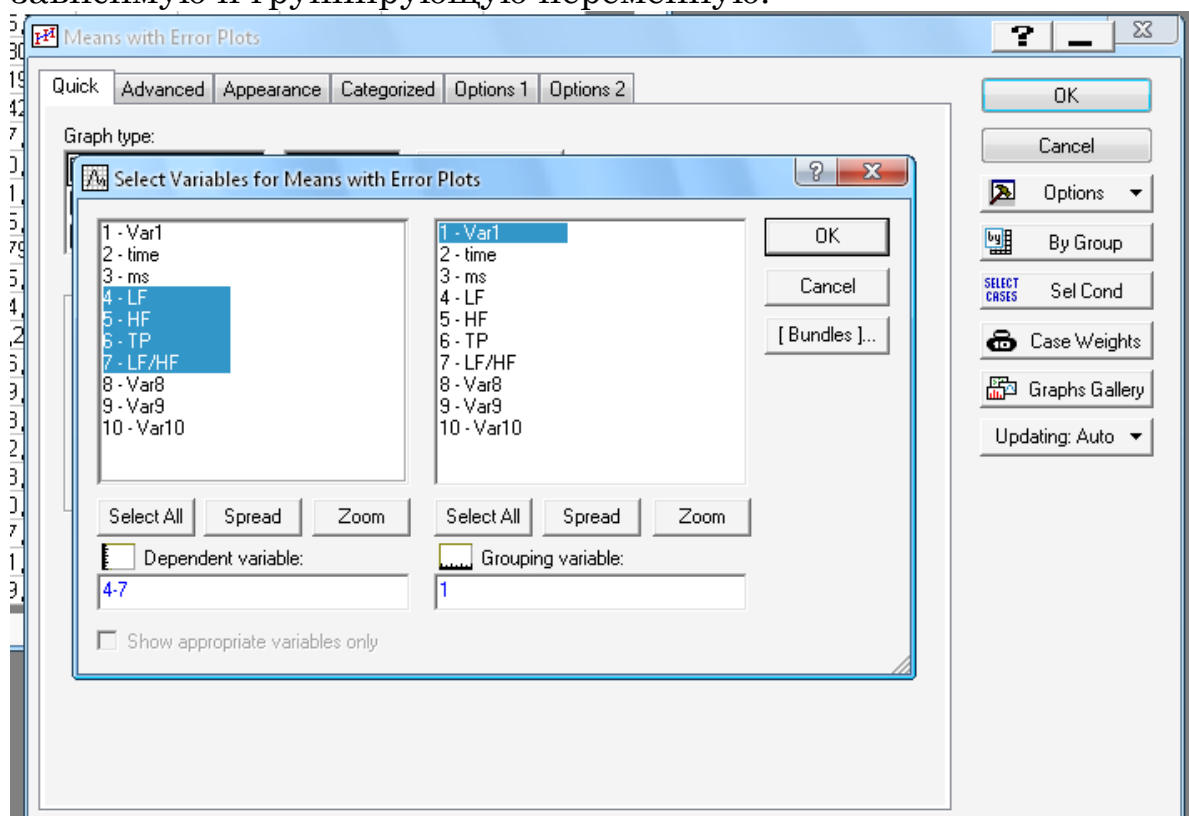 зависимую и группирующую переменную.
Means with Error Plots
Quick Advanced Appearance Categorized Options 1 Options 2
Graph type:
OK
Cancel
Options
By Group
SELECT CASES Sel Cond
Case Weights
Graphs Gallery
Updating: Auto
Select Variables for Means with Error Plots
1 - Var1
2 - time
3 - ms
4 - LF
5 - HF
6 - TP
7 - LF/HF
8 - Var8
9 - Var9
10 - Var10
1 - Var1
2 - time
3 - ms
4 - LF
5 - HF
6 - TP
7 - LF/HF
8 - Var8
9 - Var9
10 - Var10
OK
Cancel
[ Bundles ]...
Select All Spread Zoom
Select All Spread Zoom
Dependent variable:
4-7
Grouping variable:
1
Show appropriate variables only